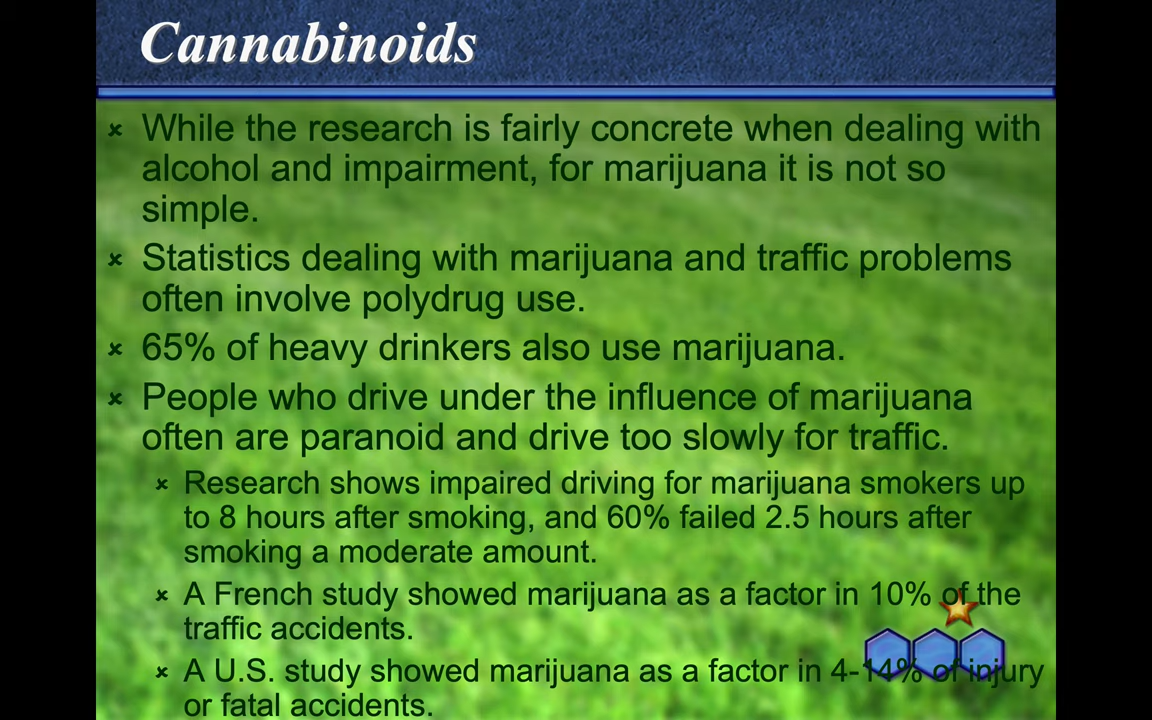 Cannabinoids
While the research is fairly concrete when dealing with
alcohol and impairment, for marijuana it is not so
simple.
Statistics dealing with marijuana and traffic problems
often involve polydrug use.
65% of heavy drinkers also use marijuana.
People who drive under the influence of marijuana
often are paranoid and drive too slowly for traffic.
Research shows impaired driving for marijuana smokers up
to 8 hours after smoking, and 60% failed 2.5 hours after
smoking a moderate amount.
A French study showed marijuana as a factor in 10% of the
traffic accidents.
A U.S. study showed marijuana as a factor in 4-14% of injury
or fatal accidents.